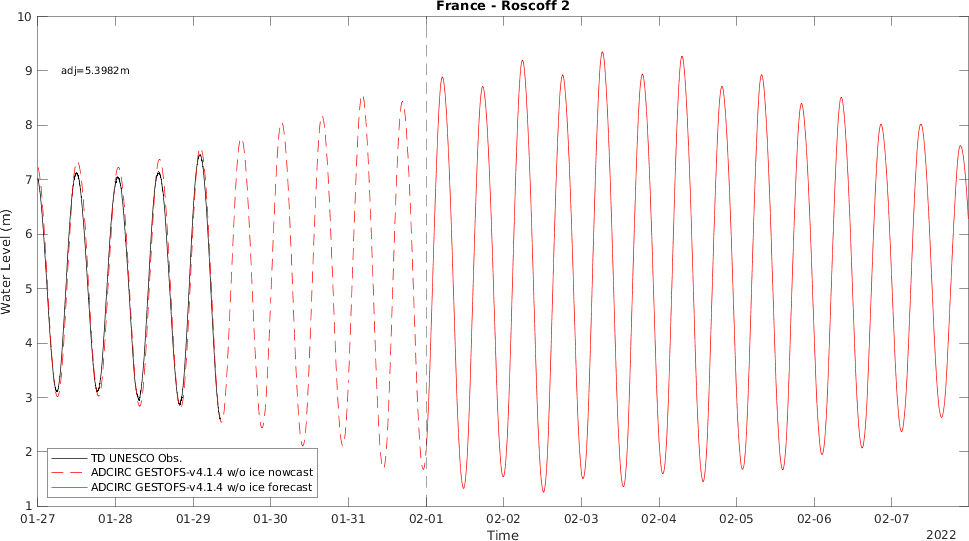 France - Roscoff 2
adj=5.3982m
Water Level (m)
10
9
8
7
6
5
4
3
2
1
TD UNESCO Obs.
ADCIRC GESTOFS-v4.1.4 w/o ice nowcast
ADCIRC GESTOFS-v4.1.4 w/o ice forecast
01-27 01-28 01-29 01-30 01-31 02-01 02-02 02-03 02-04 02-05 02-06 02-07
Time
2022